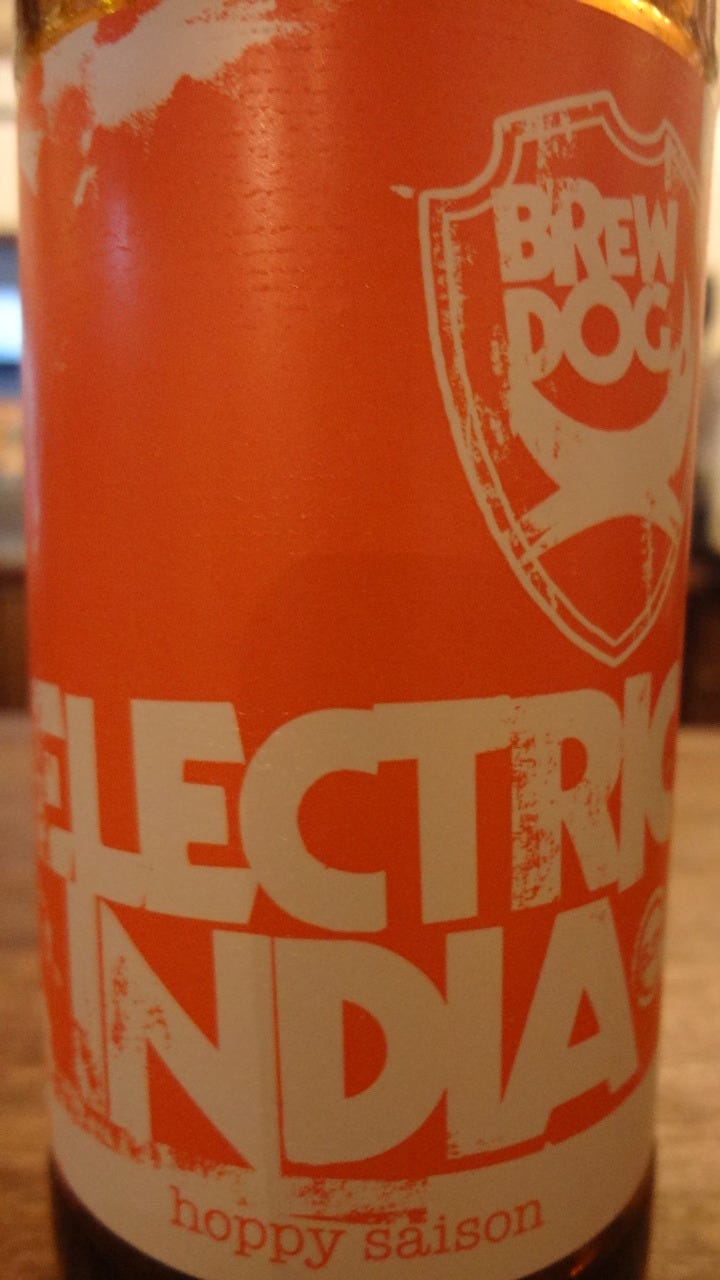 BREW
DOG
ELECTRIC
INDIA
hoppy saison